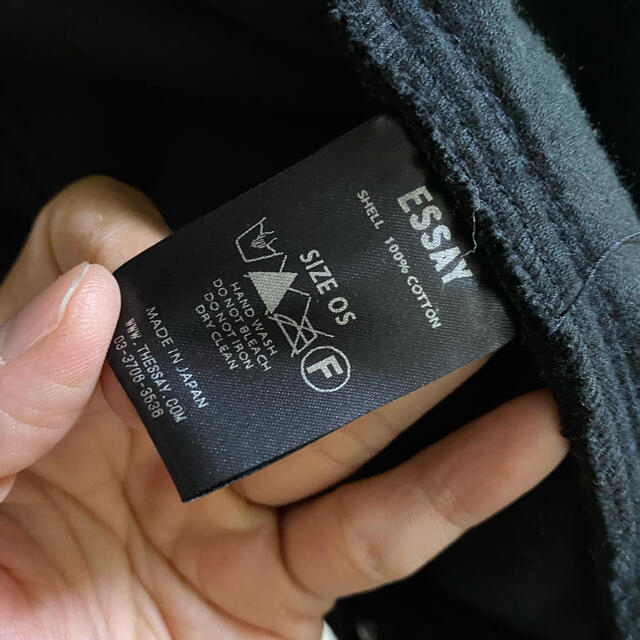 ESSAY
SHELL 100% COTTON
SIZE OS
F
HAND WASH
DO NOT BLEACH
DO NOT IRON
DRY CLEAN
MADE IN JAPAN
WWW.THESSAY.COM
03-3706-3636